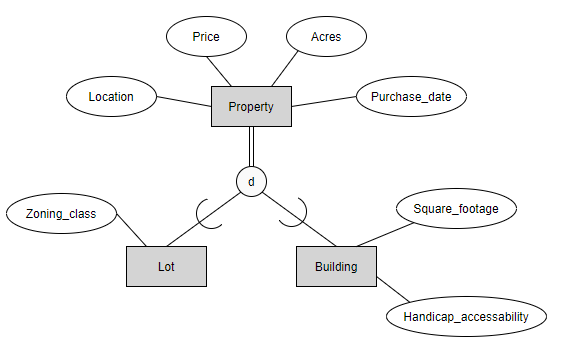 Price
Acres
Location
Property
Purchase_date
d
Zoning_class
Square_footage
Lot
Building
Handicap_accessability